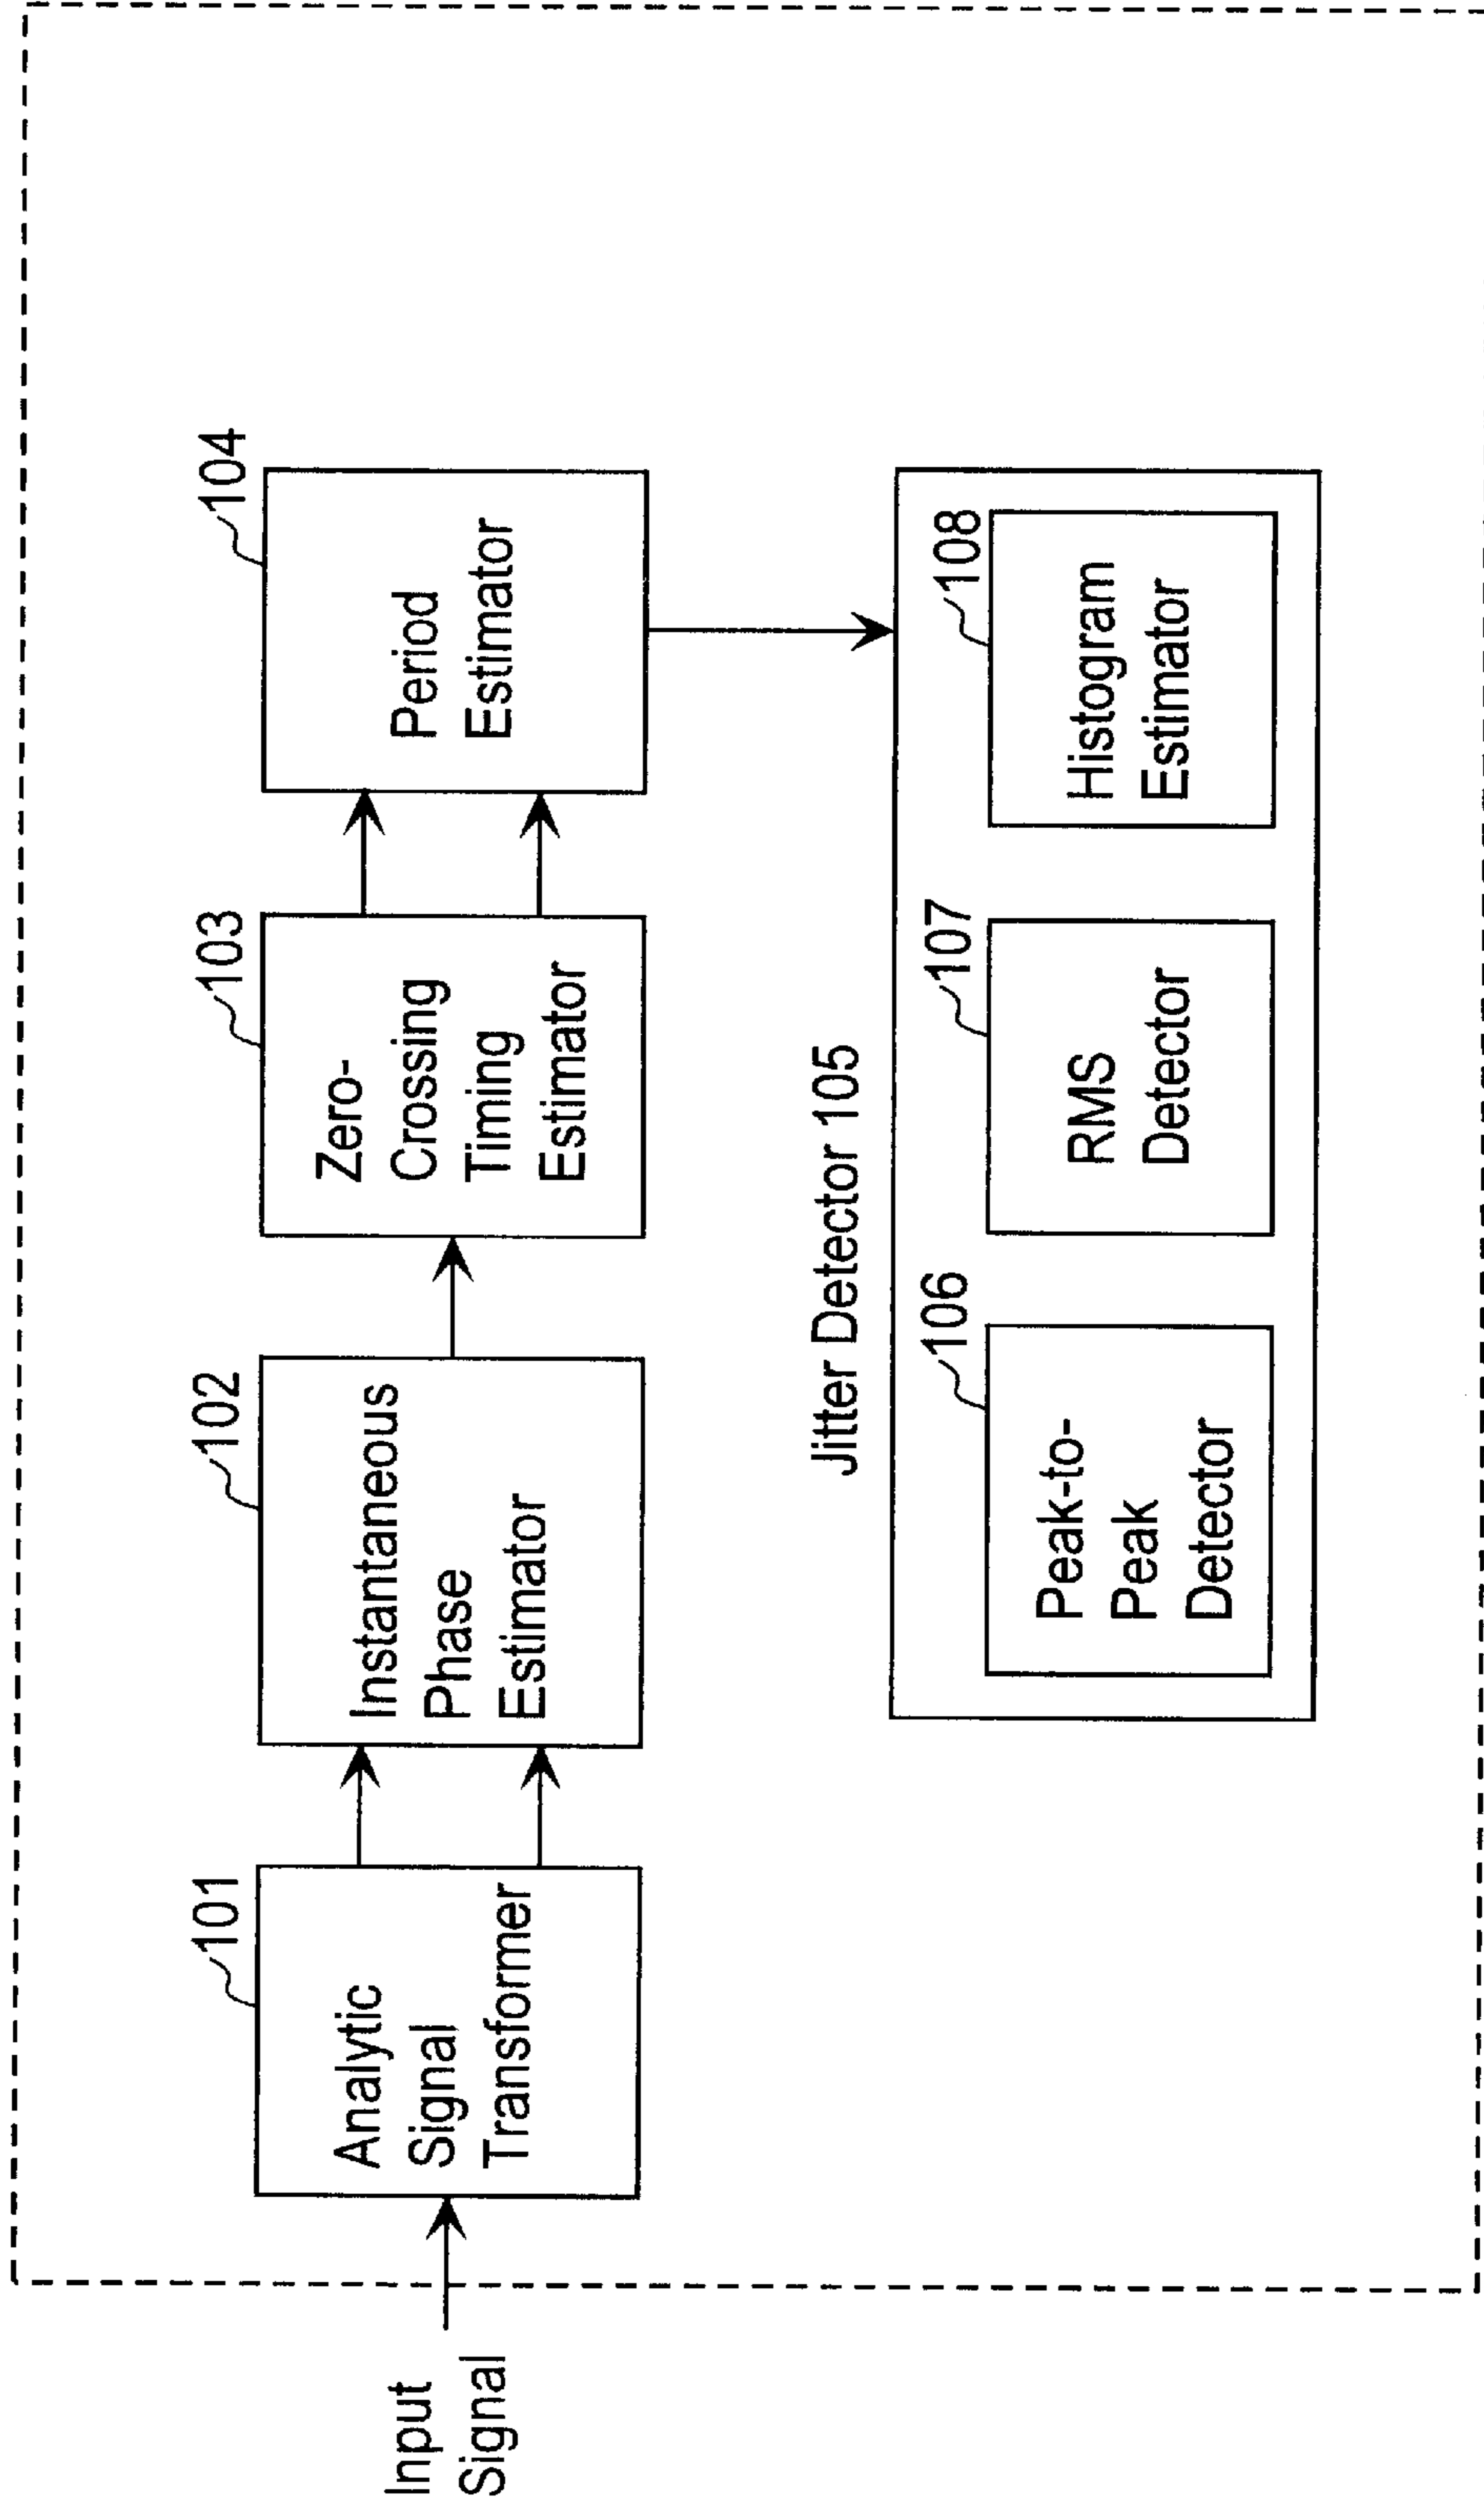 Input
Signal
101
Analytic
Signal
Transformer
102
Instantaneous
Phase
Estimator
103
Zero-
Crossing
Timing
Estimator
104
Period
Estimator
Jitter Detector 105
106
Peak-to-
Peak
Detector
107
RMS
Detector
108
Histogram
Estimator